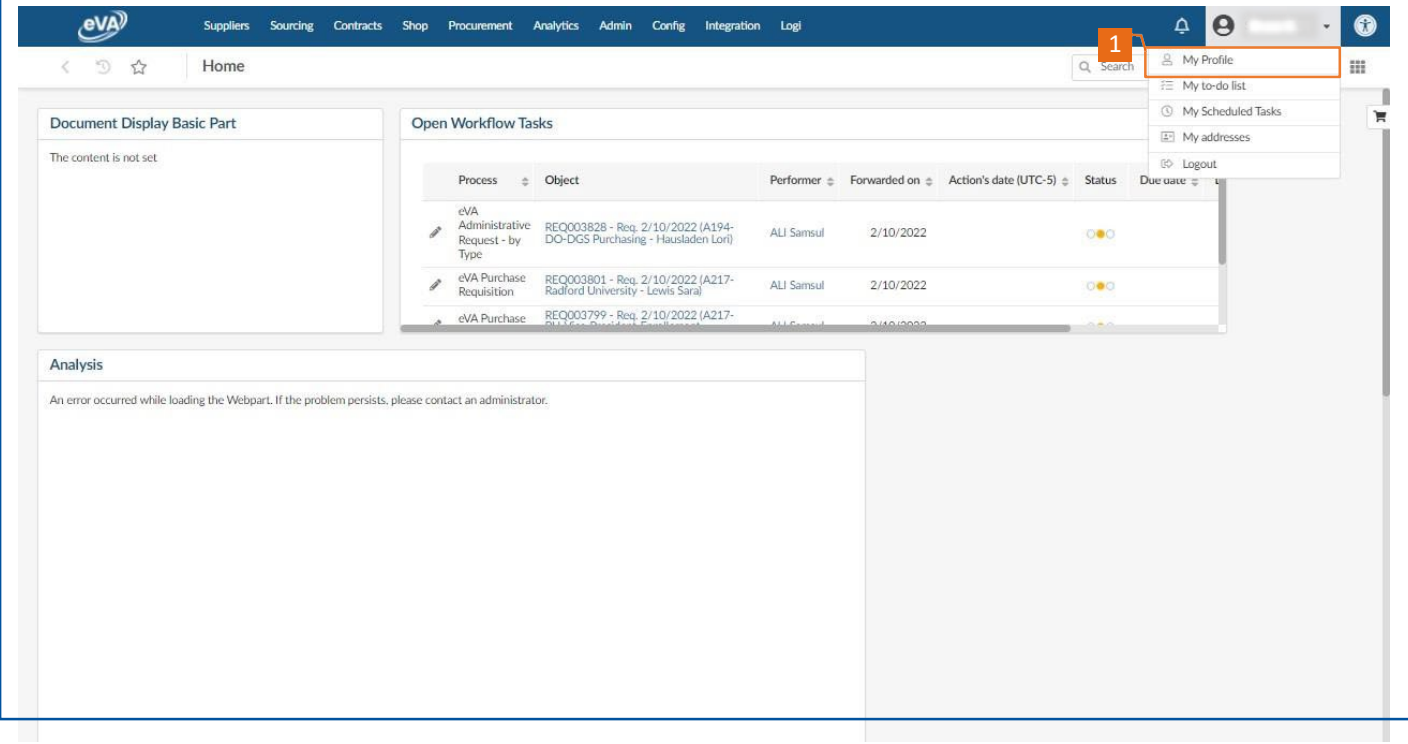 eVA
Suppliers Sourcing Contracts Shop Procurement Analytics Admin Config Integration Logi
1
Home
Search
My Profile
My to-do list
My Scheduled Tasks
My addresses
Logout
Document Display Basic Part
The content is not set
Open Workflow Tasks
Process Object Performer Forwarded on Action's date (UTC-5) Status Due date
eVA
Administrative
Request - by
Type
REQ003828 - Req. 2/10/2022 (A194-
DO-DGS Purchasing - Hausladen Lori)
ALI Samsul
2/10/2022
eVA Purchase
Requisition
REQ003801 - Req. 2/10/2022 (A217-
Radford University - Lewis Sara)
ALI Samsul
2/10/2022
eVA Purchase
REQ003799 - Req. 2/10/2022 (A217-
Analysis
An error occurred while loading the Webpart. If the problem persists, please contact an administrator.